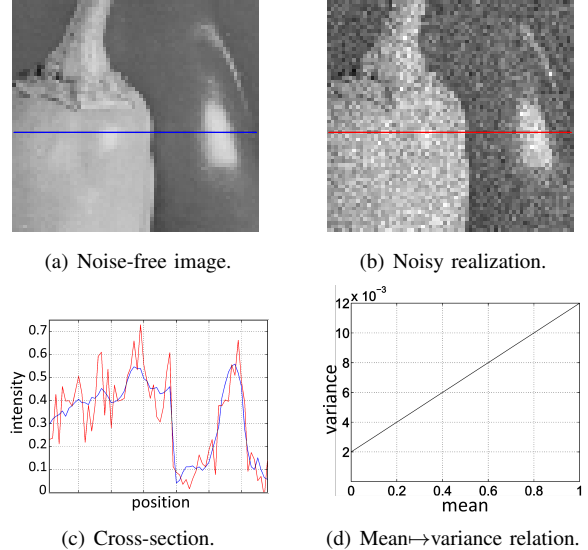 (a) Noise-free image.
(b) Noisy realization.
0.7
0.6
0.5
0.4
0.3
0.2
0.1
0
intensity
position
(c) Cross-section.
12 × 10⁻³
10
8
6
4
2
0 0.2 0.4 0.6 0.8 1
variance
mean
(d) Mean↦variance relation.